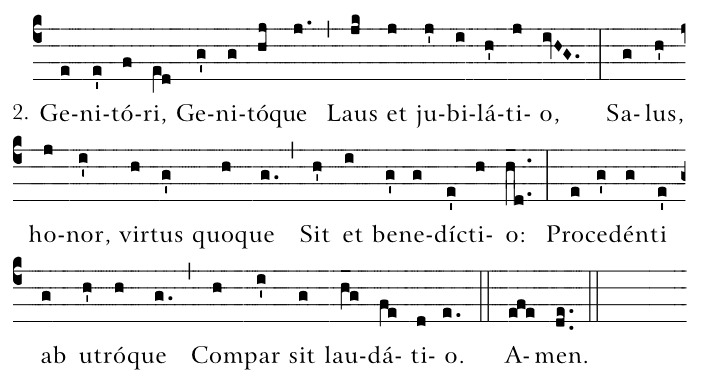 2. Ge-ni-tó-ri, Ge-ni-tóque Laus et ju-bi-lá-ti- o, Sa- lus,
ho-nor, virtus quoque Sit et bene-dícti- o: Procedénti
ab utróque Compar sit lau-dá- ti- o. A- men.